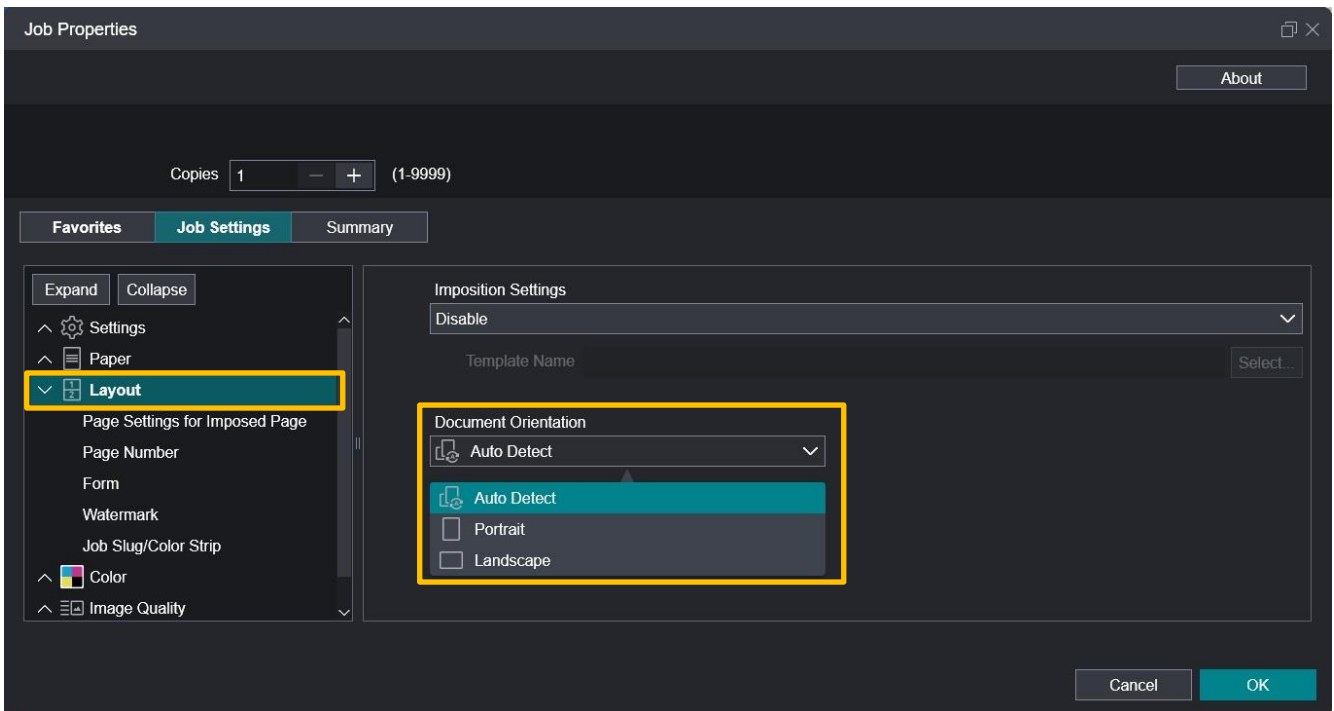 Job Properties
About
Copies 1 (1-9999)
Favorites Job Settings Summary
Expand Collapse
Settings
Paper
Layout
Page Settings for Imposed Page
Page Number
Form
Watermark
Job Slug/Color Strip
Color
Image Quality
Imposition Settings
Disable
Template Name Select...
Document Orientation
Auto Detect
Auto Detect
Portrait
Landscape
Cancel OK